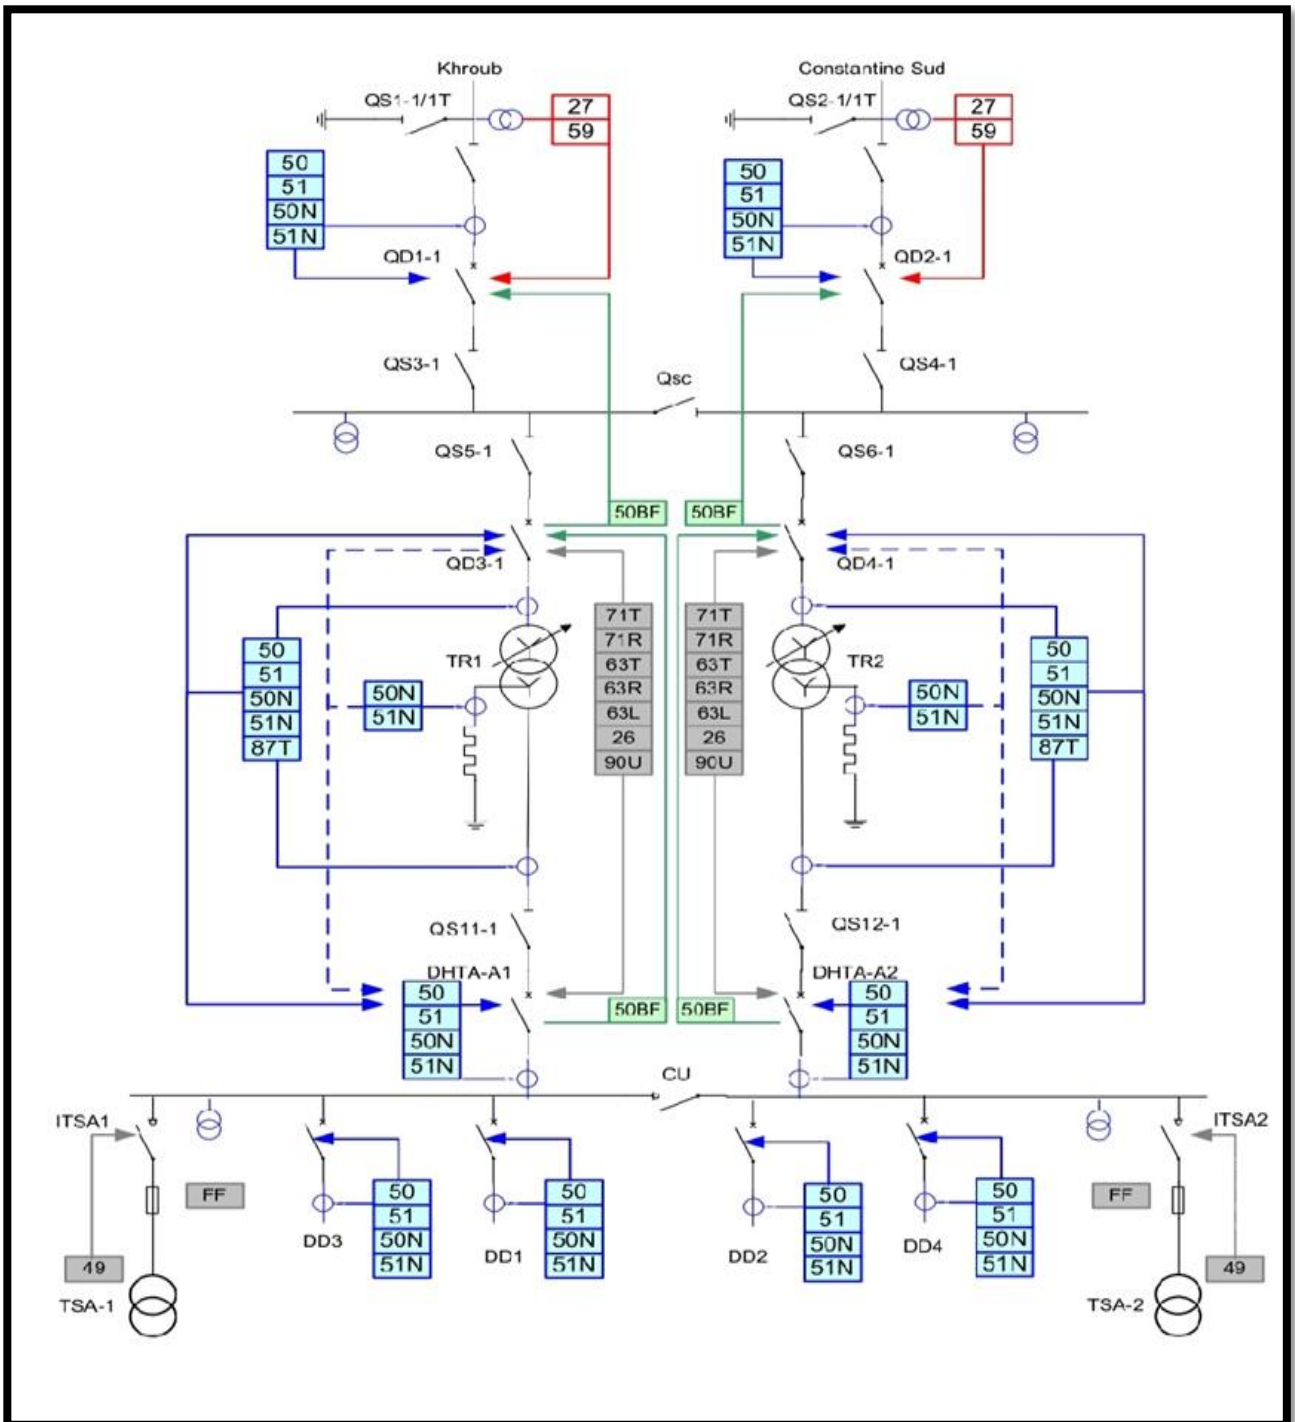 Khroub
Constantine Sud
QS1-1/1T
27
59
QS2-1/1T
27
59
50
51
50N
51N
50
51
50N
51N
QD1-1
QD2-1
QS3-1
QS4-1
Qsc
QS5-1
QS6-1
50BF
50BF
QD3-1
QD4-1
71T
71R
63T
63R
63L
26
90U
71T
71R
63T
63R
63L
26
90U
50
51
50N
51N
87T
TR1
50N
51N
TR2
50N
51N
50
51
50N
51N
87T
QS11-1
QS12-1
DHTA-A1
DHTA-A2
50
51
50N
51N
50BF
50BF
50
51
50N
51N
CU
ITSA1
ITSA2
FF
FF
50
51
50N
51N
50
51
50N
51N
50
51
50N
51N
50
51
50N
51N
DD3
DD1
DD2
DD4
49
49
TSA-1
TSA-2